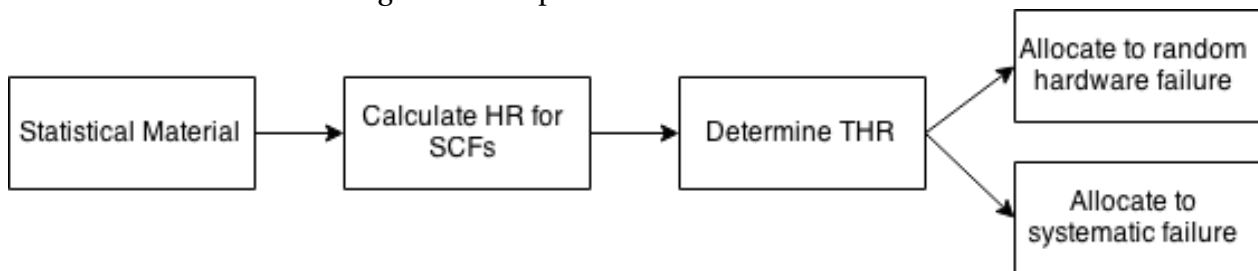 Allocate to random
hardware failure
Statistical Material
Calculate HR for
SCFs
Determine THR
Allocate to
systematic failure